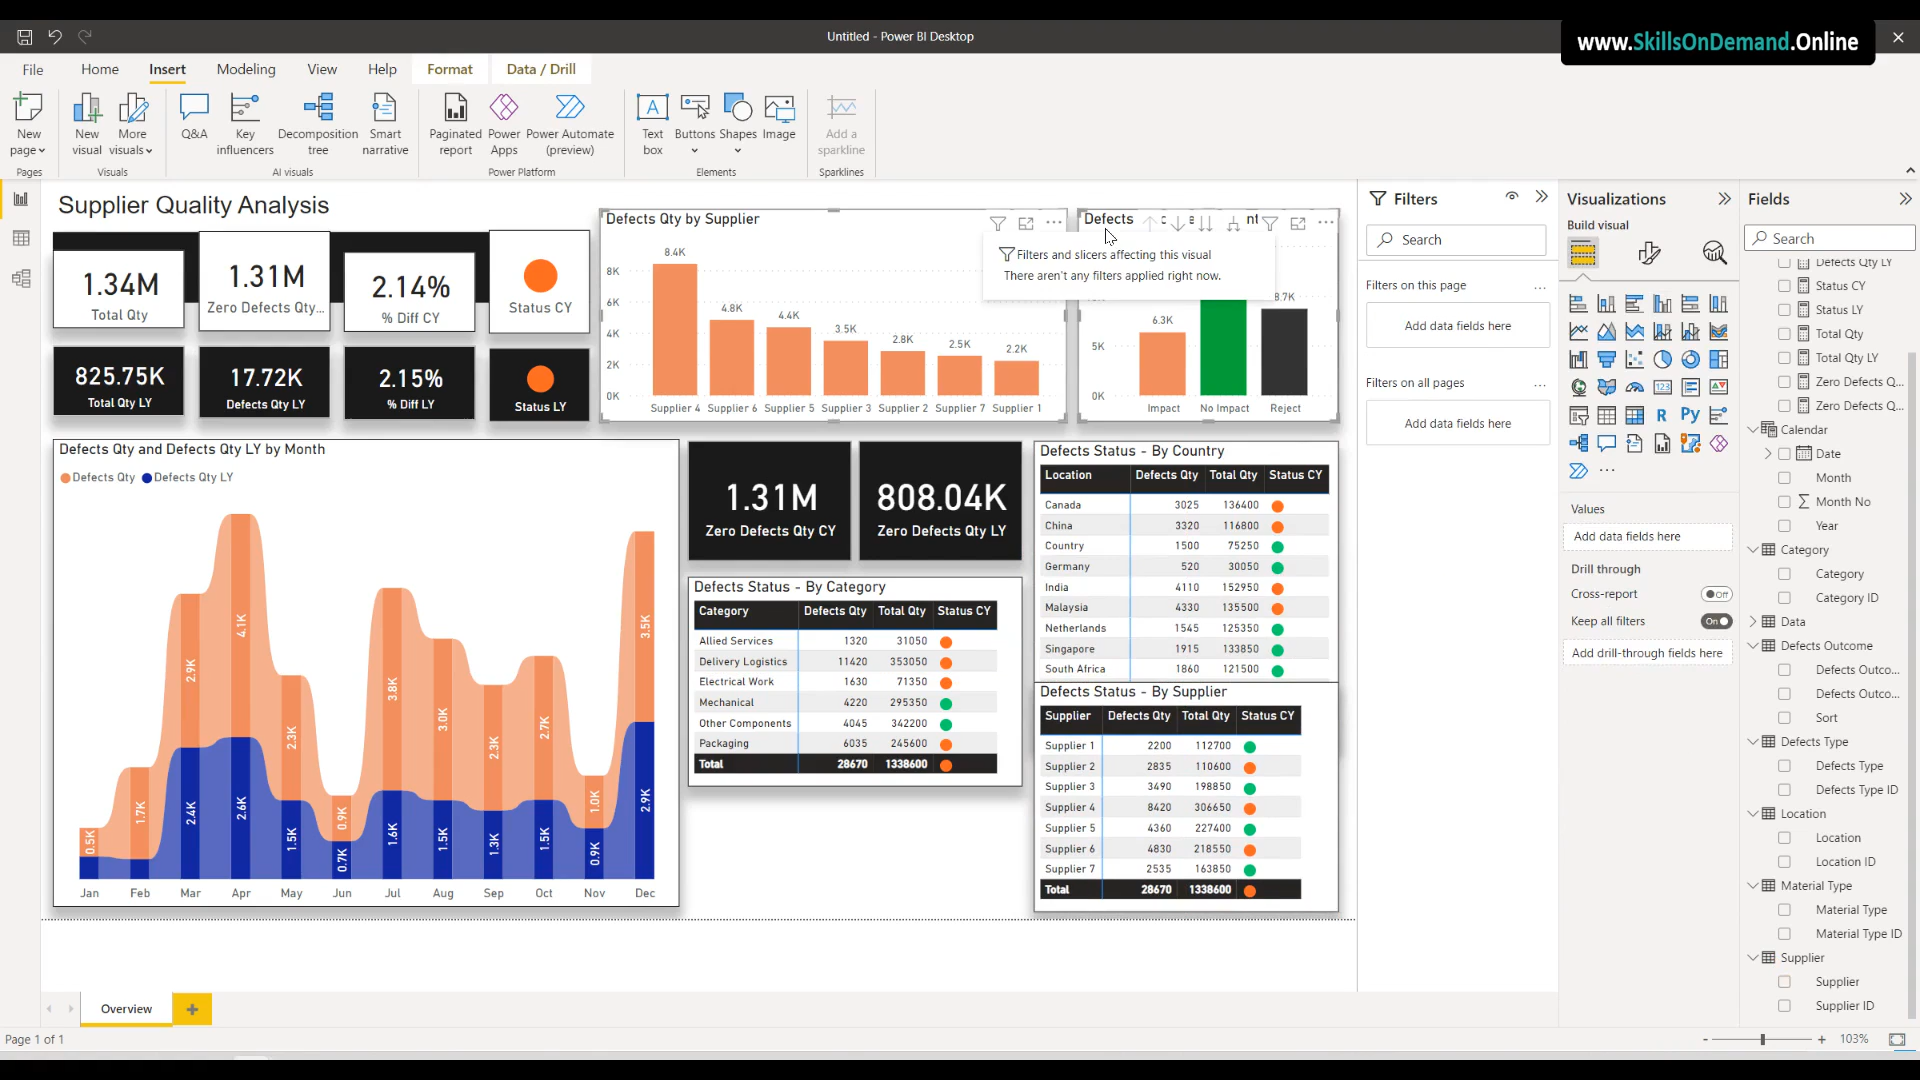 Untitled - Power BI Desktop
www.SkillsOnDemand.Online
File Home Insert Modeling View Help Format Data / Drill
New page
New visual
More visuals
Q&A
Key influencers
Decomposition tree
Smart narrative
Paginated report
Power Apps
Power Automate (preview)
Text box
Buttons
Shapes
Image
Add a sparkline
Pages Visuals AI visuals Power Platform Elements Sparklines
Supplier Quality Analysis
1.34M
Total Qty
1.31M
Zero Defects Qty...
2.14%
% Diff CY
Status CY
825.75K
Total Qty LY
17.72K
Defects Qty LY
2.15%
% Diff LY
Status LY
Defects Qty by Supplier
8K
6K
4K
2K
0K
8.4K 4.8K 4.4K 3.5K 2.8K 2.5K 2.2K
Supplier 4 Supplier 6 Supplier 5 Supplier 3 Supplier 2 Supplier 7 Supplier 1
Defects
Filters and slicers affecting this visual
There aren't any filters applied right now.
6.3K
5K
0K
Impact No Impact Reject
Defects Qty and Defects Qty LY by Month
Defects Qty Defects Qty LY
0.5K 1.7K 2.9K 4.1K 2.3K 0.9K 3.8K 3.0K 2.3K 2.7K 1.0K 3.5K
2.4K 2.6K 1.5K 0.7K 1.6K 1.5K 1.3K 1.5K 0.9K 2.9K
Jan Feb Mar Apr May Jun Jul Aug Sep Oct Nov Dec
1.31M
Zero Defects Qty CY
808.04K
Zero Defects Qty LY
Defects Status - By Category
Category Defects Qty Total Qty Status CY
Allied Services 1320 31050
Delivery Logistics 11420 353050
Electrical Work 1630 71350
Mechanical 4220 295350
Other Components 4045 342200
Packaging 6035 245600
Total 28670 1338600
Defects Status - By Country
Location Defects Qty Total Qty Status CY
Canada 3025 136400
China 3320 116800
Country 1500 75250
Germany 520 30050
India 4110 152950
Malaysia 4330 135500
Netherlands 1545 125350
Singapore 1915 133850
South Africa 1860 121500
Defects Status - By Supplier
Supplier Defects Qty Total Qty Status CY
Supplier 1 2200 112700
Supplier 2 2835 110600
Supplier 3 3490 198850
Supplier 4 8420 306650
Supplier 5 4360 227400
Supplier 6 4830 218550
Supplier 7 2535 163850
Total 28670 1338600
Filters
Search
Filters on this page ...
Add data fields here
Filters on all pages ...
Add data fields here
Visualizations
Build visual
R Py
Values
Add data fields here
Drill through
Cross-report Off
Keep all filters On
Add drill-through fields here
Fields
Search
Defects Qty LY
Status CY
Status LY
Total Qty
Total Qty LY
Zero Defects Q...
Zero Defects Q...
Calendar
Date
Month
Month No
Year
Category
Category
Category ID
Data
Defects Outcome
Defects Outco...
Defects Outco...
Sort
Defects Type
Defects Type
Defects Type ID
Location
Location
Location ID
Material Type
Material Type
Material Type ID
Supplier
Supplier
Supplier ID
Overview
Page 1 of 1
103%